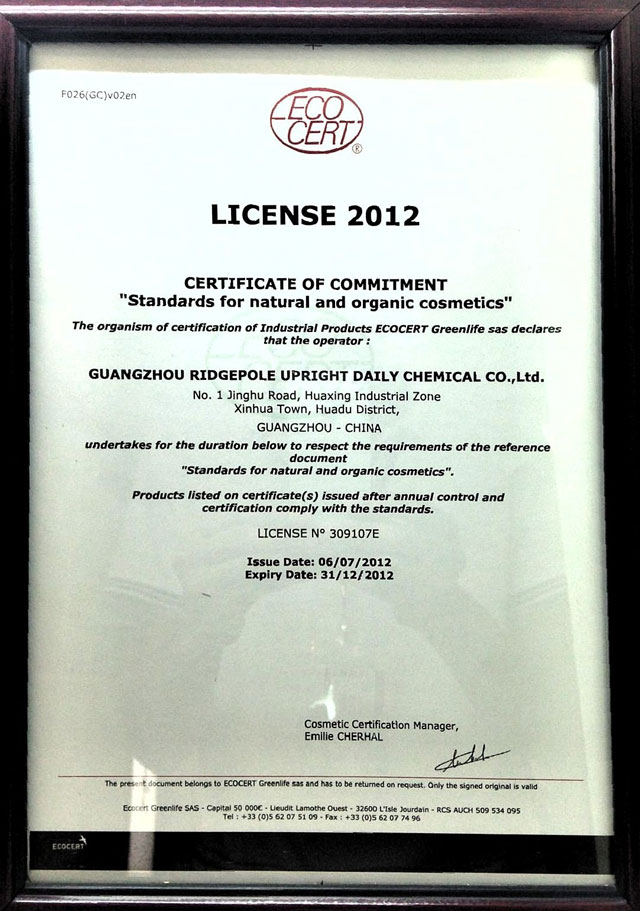 F026(GC)v02en
ECO
CERT
®
LICENSE 2012
CERTIFICATE OF COMMITMENT
"Standards for natural and organic cosmetics"
The organism of certification of Industrial Products ECOCERT Greenlife sas declares
that the operator :
GUANGZHOU RIDGEPOLE UPRIGHT DAILY CHEMICAL CO.,Ltd.
No. 1 Jinghu Road, Huaxing Industrial Zone
Xinhua Town, Huadu District,
GUANGZHOU - CHINA
undertakes for the duration below to respect the requirements of the reference
document
"Standards for natural and organic cosmetics".
Products listed on certificate(s) issued after annual control and
certification comply with the standards.
LICENSE N° 309107E
Issue Date: 06/07/2012
Expiry Date: 31/12/2012
Cosmetic Certification Manager,
Emilie CHERHAL
The present document belongs to ECOCERT Greenlife sas and has to be returned on request. Only the signed original is valid
Ecocert Greenlife SAS - Capital 50 000€ - Lieudit Lamothe Ouest - 32600 L'Isle Jourdain - RCS AUCH 509 534 095
Tel : +33 (0)5 62 07 51 09 - Fax : +33 (0)5 62 07 74 96
ECOCERT